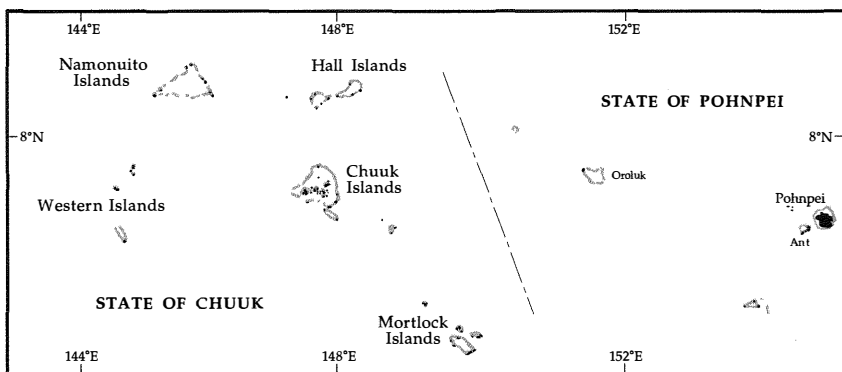 144°E 148°E 152°E
Namonuito
Islands
Hall Islands
STATE OF POHNPEI
8°N 8°N
Chuuk
Islands
Oroluk
Western Islands
Pohnpei
Ant
STATE OF CHUUK
Mortlock
Islands
144°E 148°E 152°E